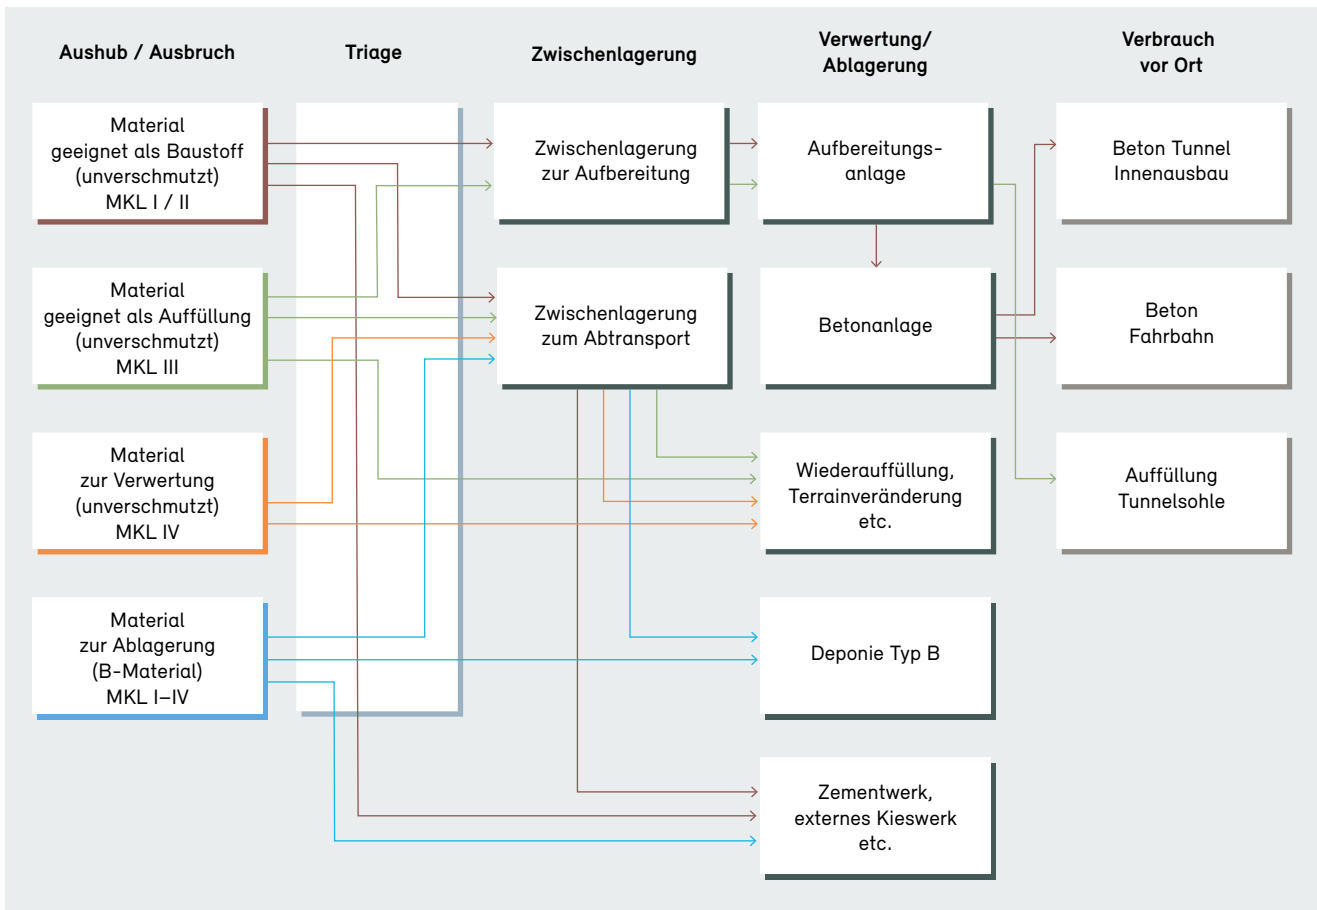 Aushub / Ausbruch
Triage
Zwischenlagerung
Verwertung/
Ablagerung
Verbrauch
vor Ort
Material
geeignet als Baustoff
(unverschmutzt)
MKL I / II
Zwischenlagerung
zur Aufbereitung
Aufbereitungs-
anlage
Beton Tunnel
Innenausbau
Material
geeignet als Auffüllung
(unverschmutzt)
MKL III
Zwischenlagerung
zum Abtransport
Betonanlage
Beton
Fahrbahn
Material
zur Verwertung
(unverschmutzt)
MKL IV
Wiederauffüllung,
Terrainveränderung
etc.
Auffüllung
Tunnelsohle
Material
zur Ablagerung
(B-Material)
MKL I–IV
Deponie Typ B
Zementwerk,
externes Kieswerk
etc.